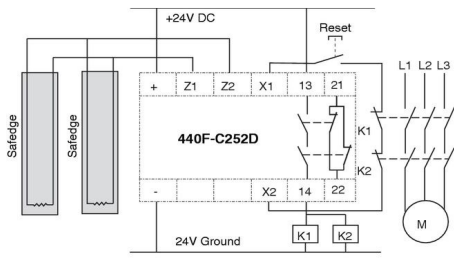 +24V DC
Reset
L1 L2 L3
+ Z1 Z2 X1 13 21
Safedge
Safedge
440F-C252D
K1
K2
- X2 14 22
K1 K2
M
24V Ground